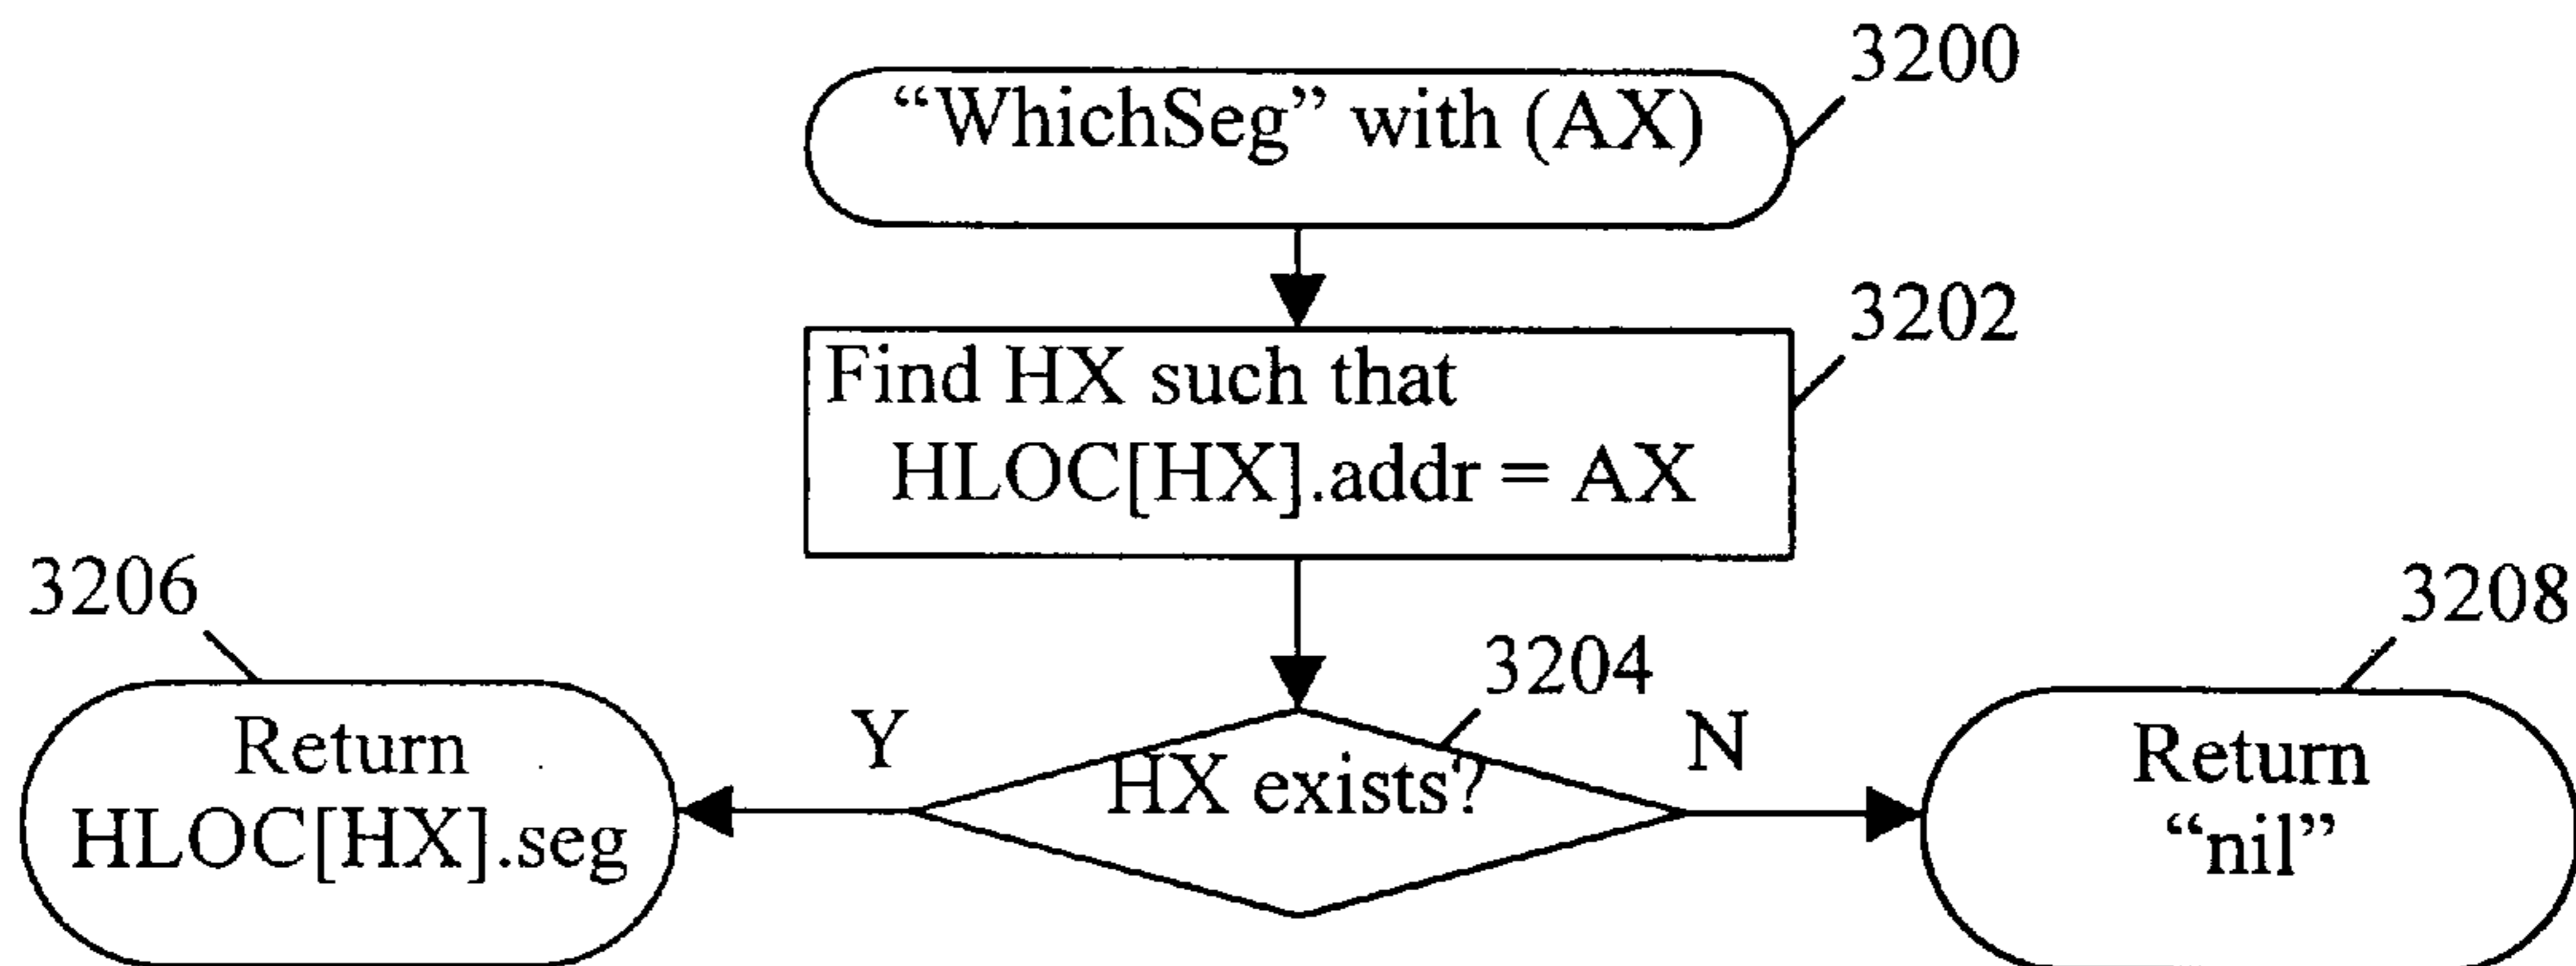 3200
“WhichSeg” with (AX)
3202
Find HX such that
HLOC[HX].addr = AX
3206
3208
3204
Y
N
HX exists?
Return
HLOC[HX].seg
Return
“nil”